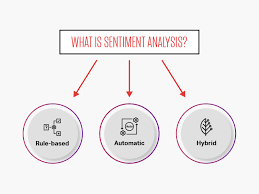 WHAT IS SENTIMENT ANALYSIS?
Rule-based
Automatic
Hybrid